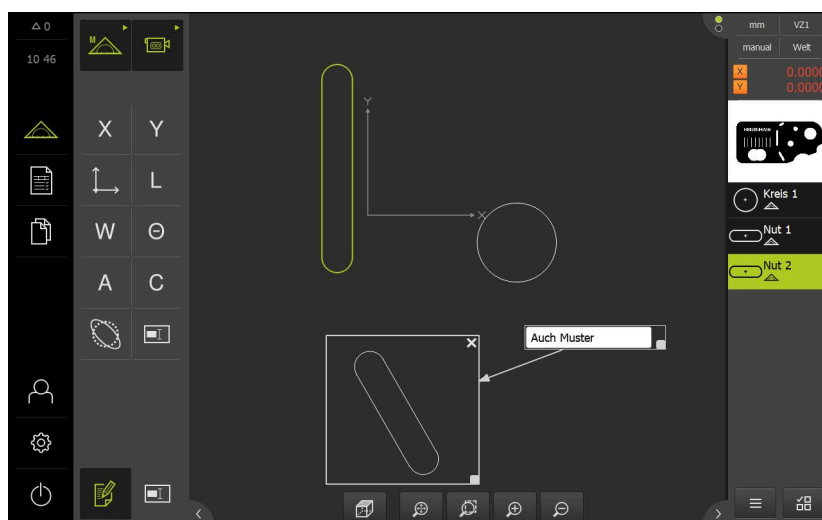 0
10 46
M
X
Y
L
W
Θ
A
C
Y
X
Auch Muster
mm
VZ1
manual
Welt
X 0.0000
Y 0.0000
HEIDENHAIN
Kreis 1
Nut 1
Nut 2